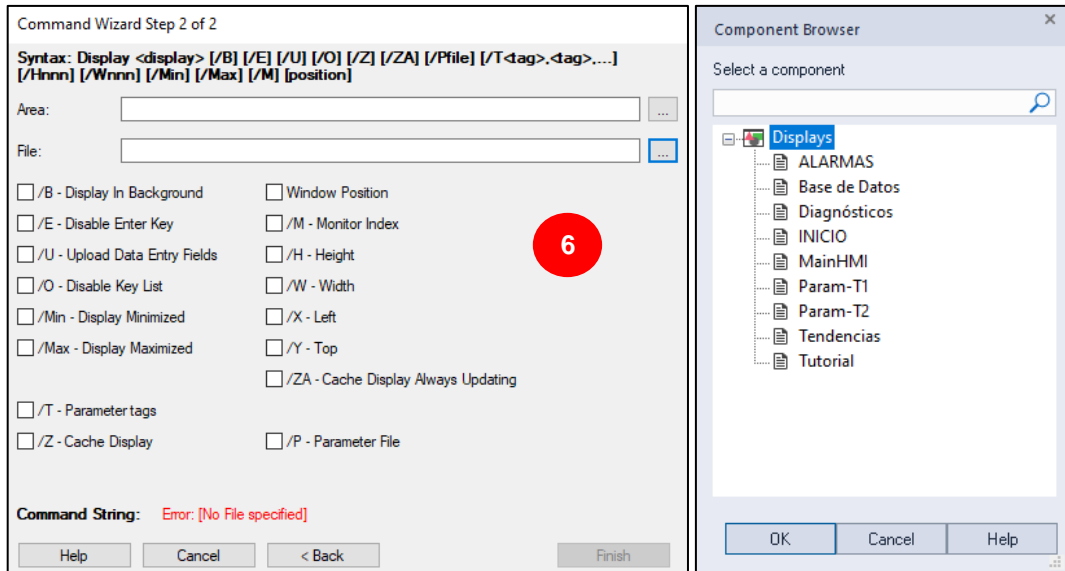 Command Wizard Step 2 of 2
Syntax: Display <display> [/B] [/E] [/U] [/O] [/Z] [/ZA] [/Pfile] [/T<tag>,<tag>,...]
[/Hnnn] [/Wnnn] [/Min] [/Max] [/M] [position]
Area:
...
File:
...
/B - Display In Background
Window Position
/E - Disable Enter Key
/M - Monitor Index
/U - Upload Data Entry Fields
/H - Height
/O - Disable Key List
/W - Width
/Min - Display Minimized
/X - Left
/Max - Display Maximized
/Y - Top
/ZA - Cache Display Always Updating
/T - Parameter tags
/Z - Cache Display
/P - Parameter File
6
Command String: Error: [No File specified]
Help
Cancel
< Back
Finish
Component Browser
Select a component
Displays
ALARMAS
Base de Datos
Diagnósticos
INICIO
MainHMI
Param-T1
Param-T2
Tendencias
Tutorial
OK
Cancel
Help